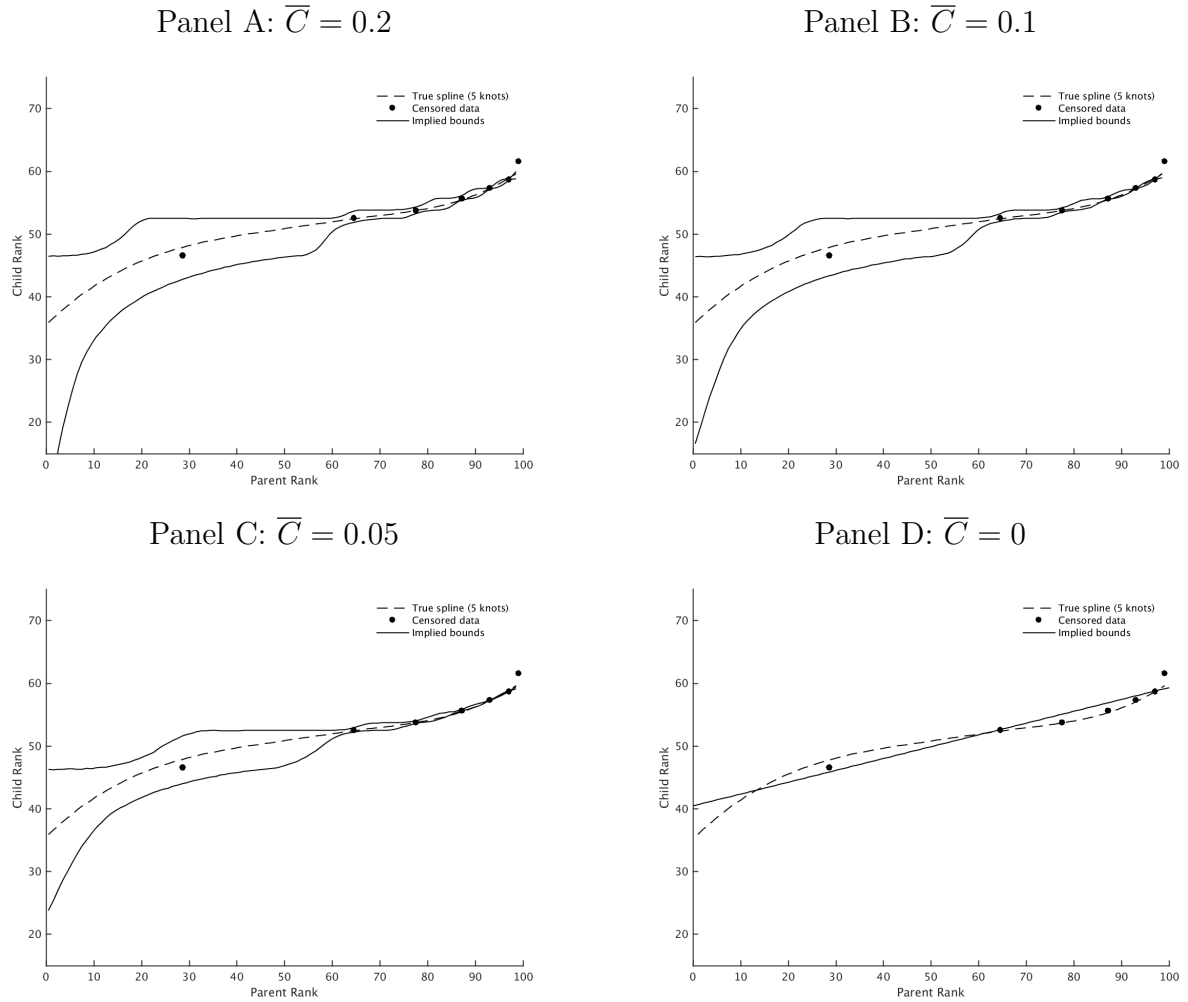 Panel A: C̅ = 0.2
70
60
50
40
30
20
0 10 20 30 40 50 60 70 80 90 100
Child Rank
Parent Rank
True spline (5 knots)
Censored data
Implied bounds
Panel B: C̅ = 0.1
70
60
50
40
30
20
0 10 20 30 40 50 60 70 80 90 100
Child Rank
Parent Rank
True spline (5 knots)
Censored data
Implied bounds
Panel C: C̅ = 0.05
70
60
50
40
30
20
0 10 20 30 40 50 60 70 80 90 100
Child Rank
Parent Rank
True spline (5 knots)
Censored data
Implied bounds
Panel D: C̅ = 0
70
60
50
40
30
20
0 10 20 30 40 50 60 70 80 90 100
Child Rank
Parent Rank
True spline (5 knots)
Censored data
Implied bounds